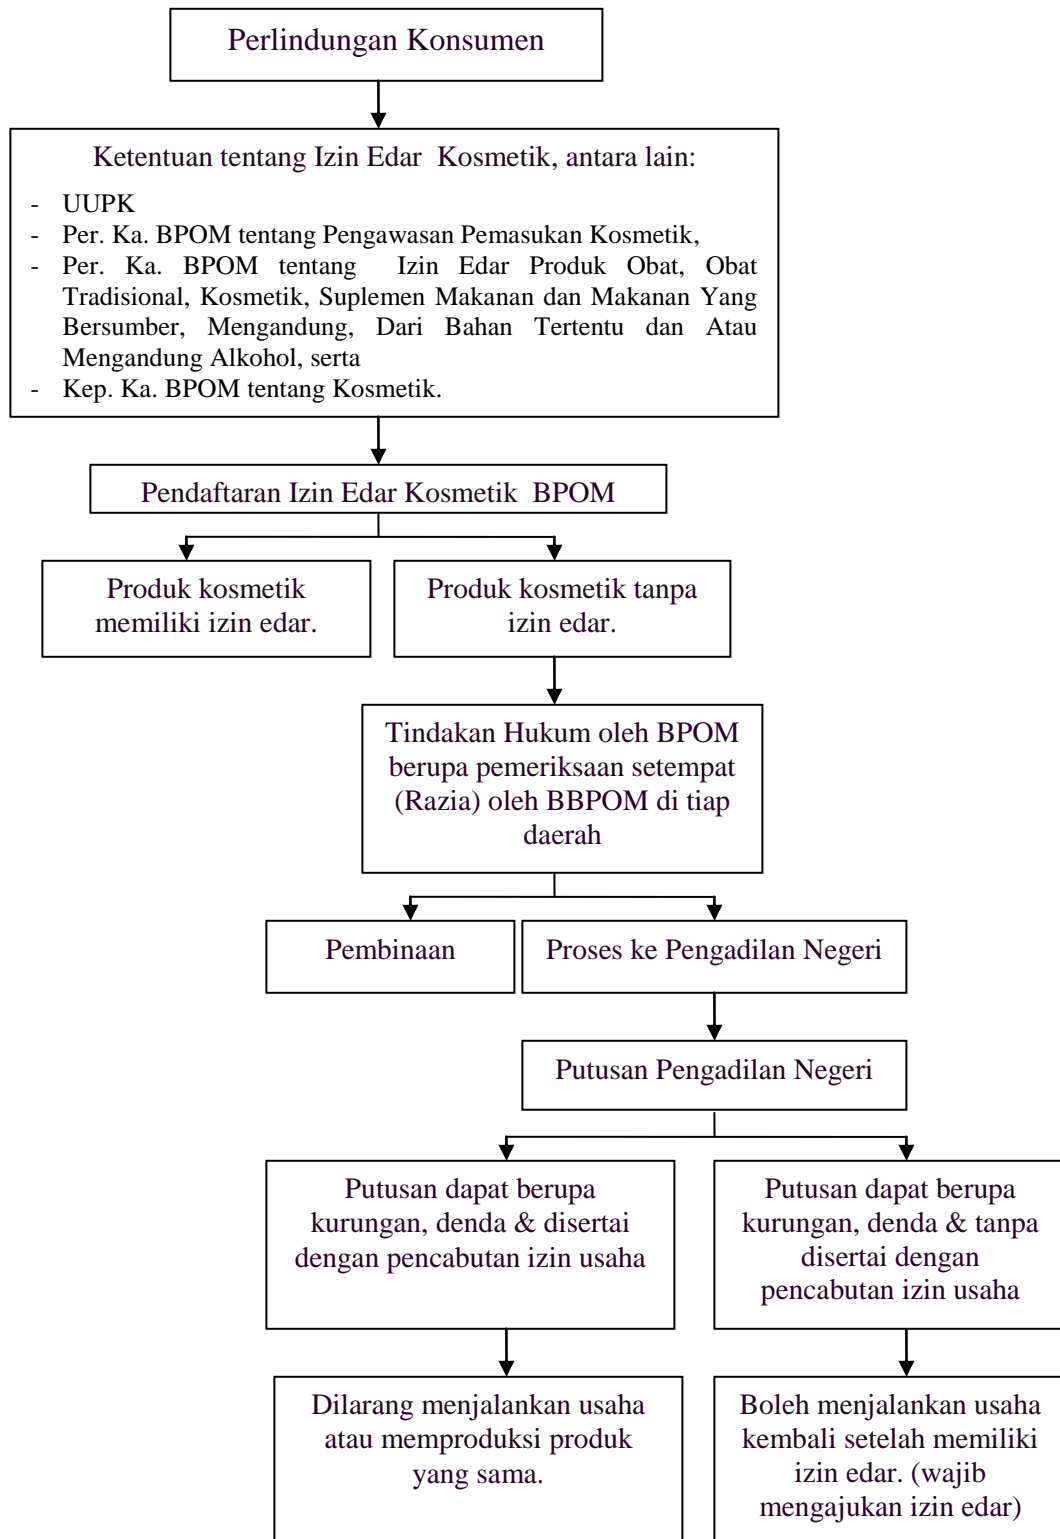 Perlindungan Konsumen
Ketentuan tentang Izin Edar Kosmetik, antara lain:
- UUPK
- Per. Ka. BPOM tentang Pengawasan Pemasukan Kosmetik,
- Per. Ka. BPOM tentang Izin Edar Produk Obat, Obat
Tradisional, Kosmetik, Suplemen Makanan dan Makanan Yang
Bersumber, Mengandung, Dari Bahan Tertentu dan Atau
Mengandung Alkohol, serta
- Kep. Ka. BPOM tentang Kosmetik.
Pendaftaran Izin Edar Kosmetik BPOM
Produk kosmetik
memiliki izin edar.
Produk kosmetik tanpa
izin edar.
Tindakan Hukum oleh BPOM
berupa pemeriksaan setempat
(Razia) oleh BBPOM di tiap
daerah
Pembinaan
Proses ke Pengadilan Negeri
Putusan Pengadilan Negeri
Putusan dapat berupa
kurungan, denda & disertai
dengan pencabutan izin usaha
Putusan dapat berupa
kurungan, denda & tanpa
disertai dengan
pencabutan izin usaha
Dilarang menjalankan usaha
atau memproduksi produk
yang sama.
Boleh menjalankan usaha
kembali setelah memiliki
izin edar. (wajib
mengajukan izin edar)